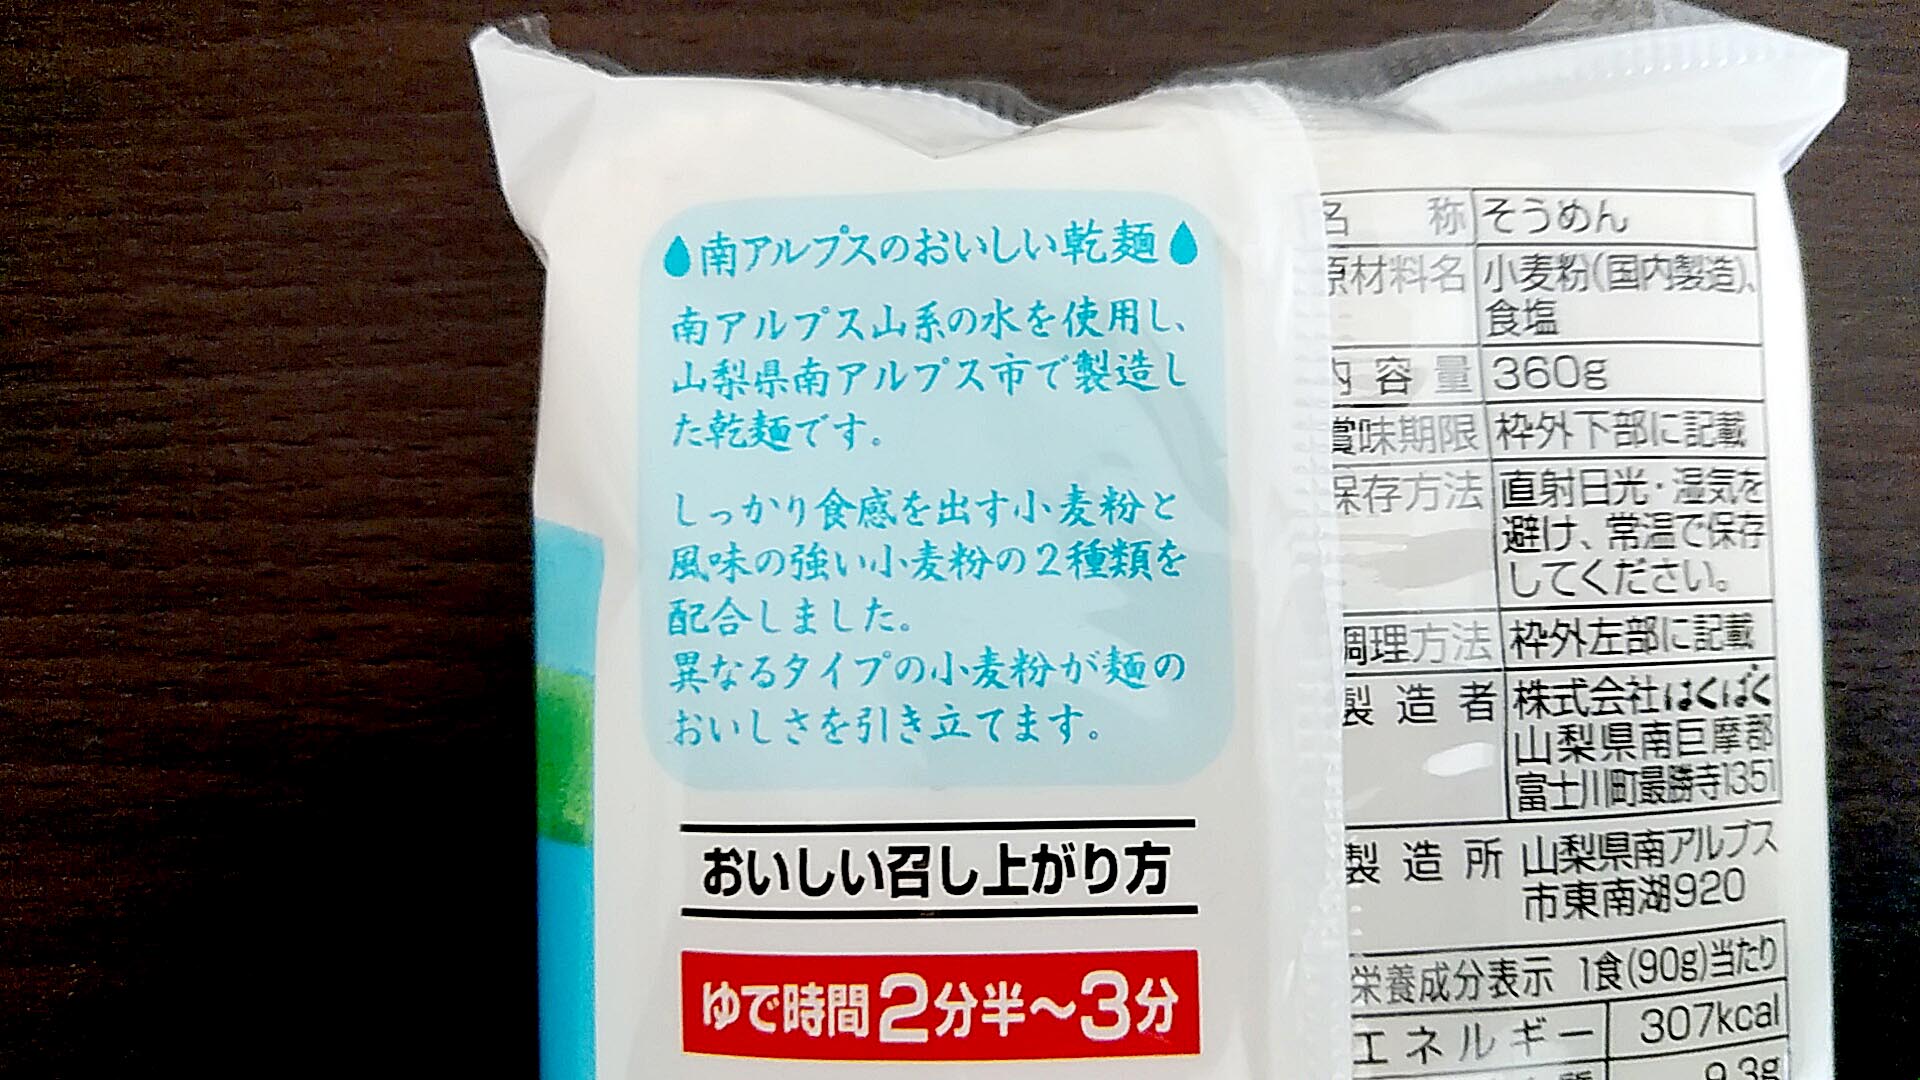 南アルプスのおいしい乾麺
南アルプス山系の水を使用し、
山梨県南アルプス市で製造し
た乾麺です。
しっかり食感を出す小麦粉と
風味の強い小麦粉の2種類を
配合しました。
異なるタイプの小麦粉が麺の
おいしさを引き立てます。
おいしい召し上がり方
ゆで時間2分半〜3分
名称 そうめん
原材料名 小麦粉(国内製造)、
食塩
内容量 360g
賞味期限 枠外下部に記載
保存方法 直射日光・湿気を
避け、常温で保存
してください。
調理方法 枠外左部に記載
製造者 株式会社はくばく
山梨県南巨摩郡
富士川町最勝寺1351
製造所 山梨県南アルプス
市東南湖920
栄養成分表示 1食(90g)当たり
エネルギー 307kcal
9.3g